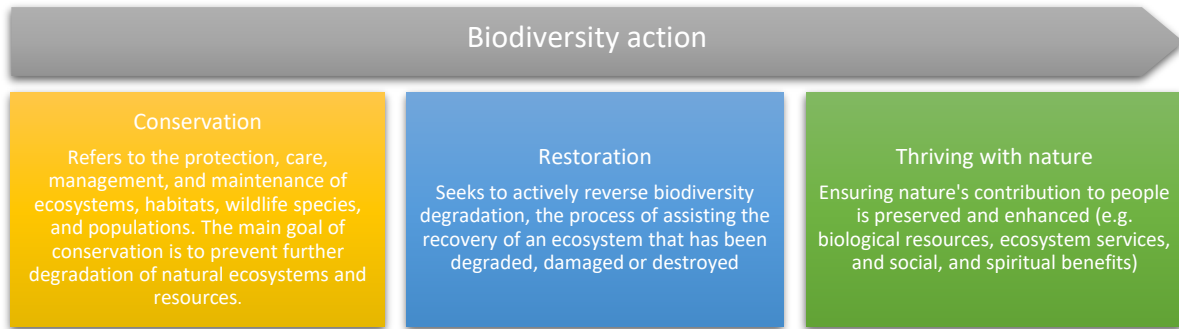 Biodiversity action
Conservation
Refers to the protection, care,
management, and maintenance of
ecosystems, habitats, wildlife species,
and populations. The main goal of
conservation is to prevent further
degradation of natural ecosystems and
resources.
Restoration
Seeks to actively reverse biodiversity
degradation, the process of assisting the
recovery of an ecosystem that has been
degraded, damaged or destroyed
Thriving with nature
Ensuring nature's contribution to people
is preserved and enhanced (e.g.
biological resources, ecosystem services,
and social, and spiritual benefits)